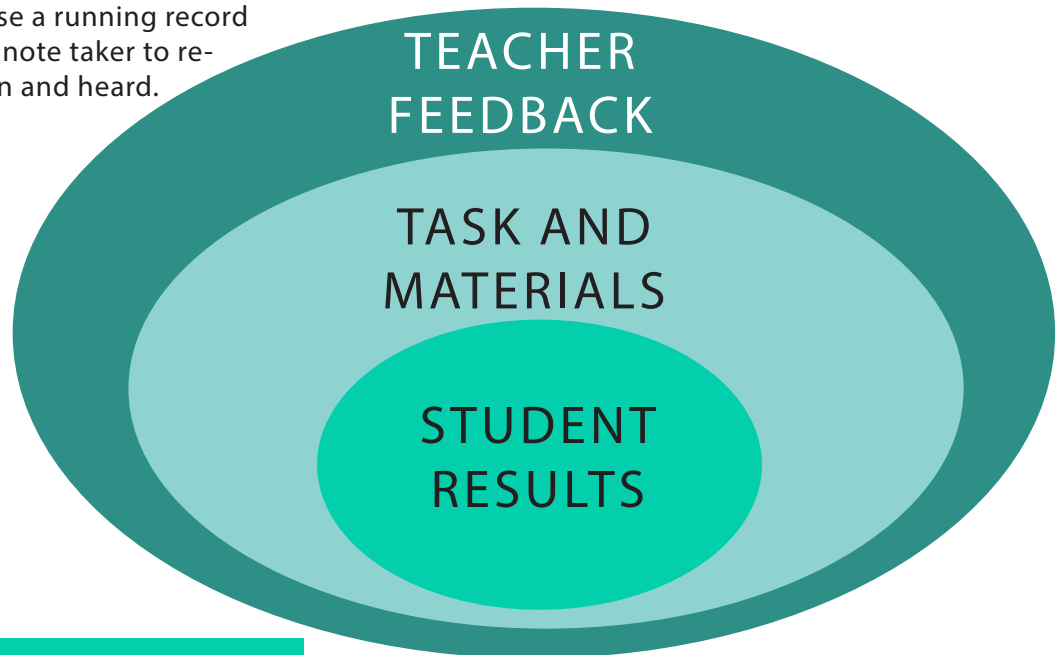 se a running record
note taker to re-
n and heard.
TEACHER
FEEDBACK
TASK AND
MATERIALS
STUDENT
RESULTS